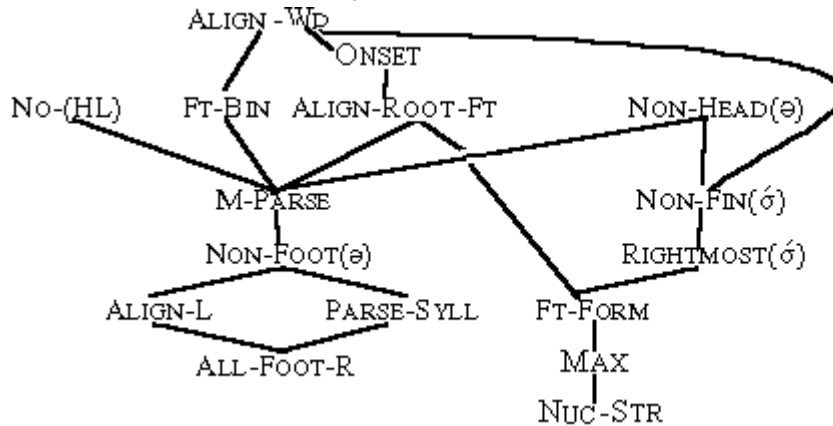 ALIGN-WD
ONSET
NO-(HL) FT-BIN ALIGN-ROOT-FT NON-HEAD(ə)
M-PARSE NON-FIN(σ́)
NON-FOOT(ə) RIGHTMOST(σ́)
ALIGN-L PARSE-SYLL FT-FORM
ALL-FOOT-R MAX
NUC-STR